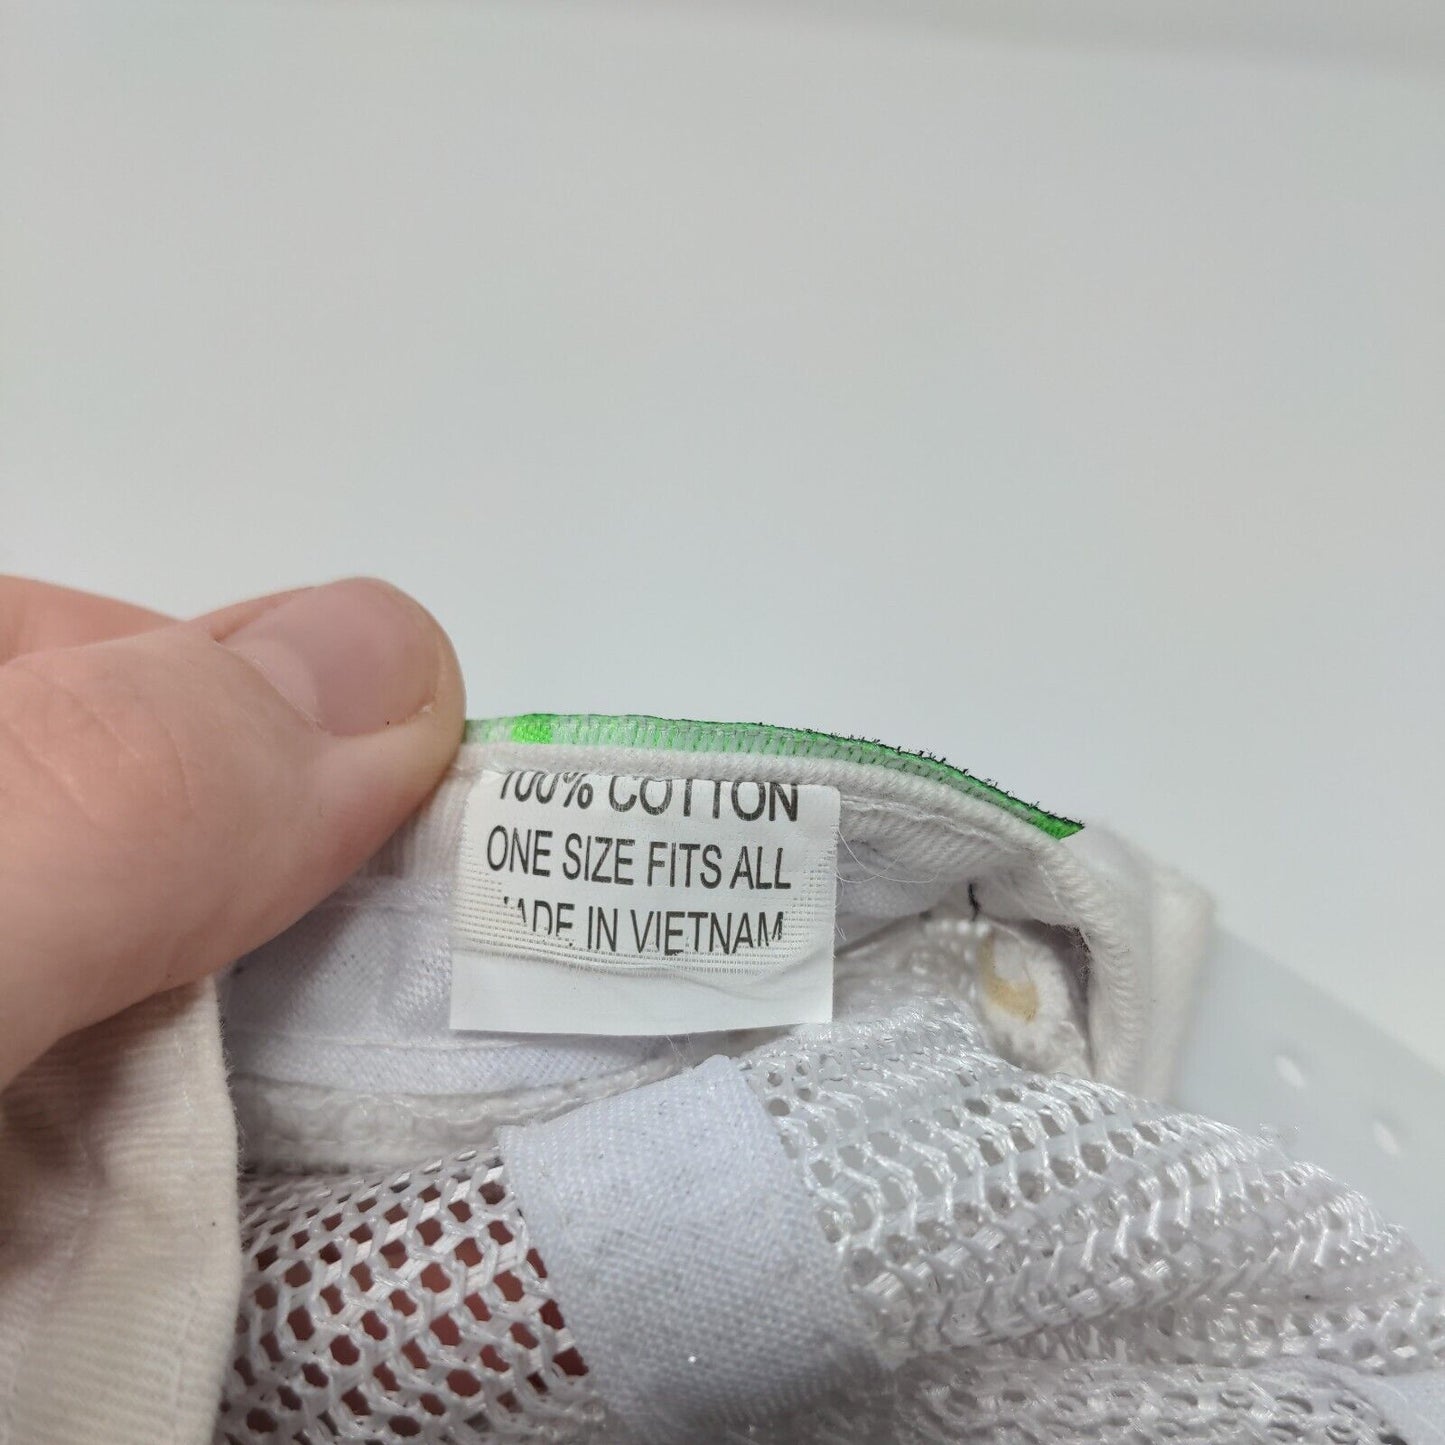 100% COTTON
ONE SIZE FITS ALL
MADE IN VIETNAM